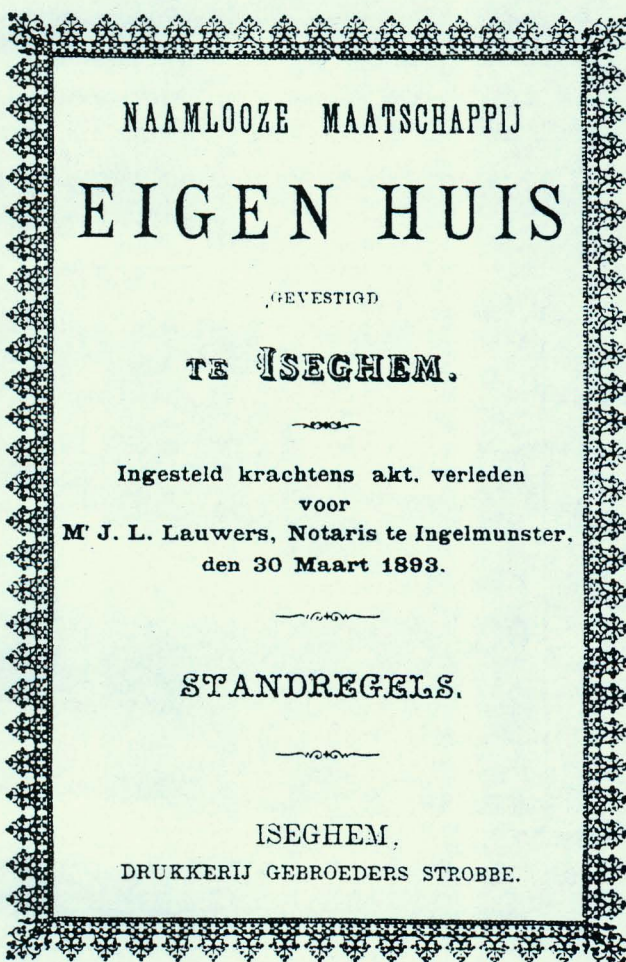 NAAMLOOZE MAATSCHAPPIJ
EIGEN HUIS
GEVESTIGD
TE ISEGHEM.
Ingesteld krachtens akt. verleden
voor
Mr J. L. Lauwers, Notaris te Ingelmunster.
den 30 Maart 1893.
STANDREGELS.
ISEGHEM,
DRUKKERIJ GEBROEDERS STROBBE.